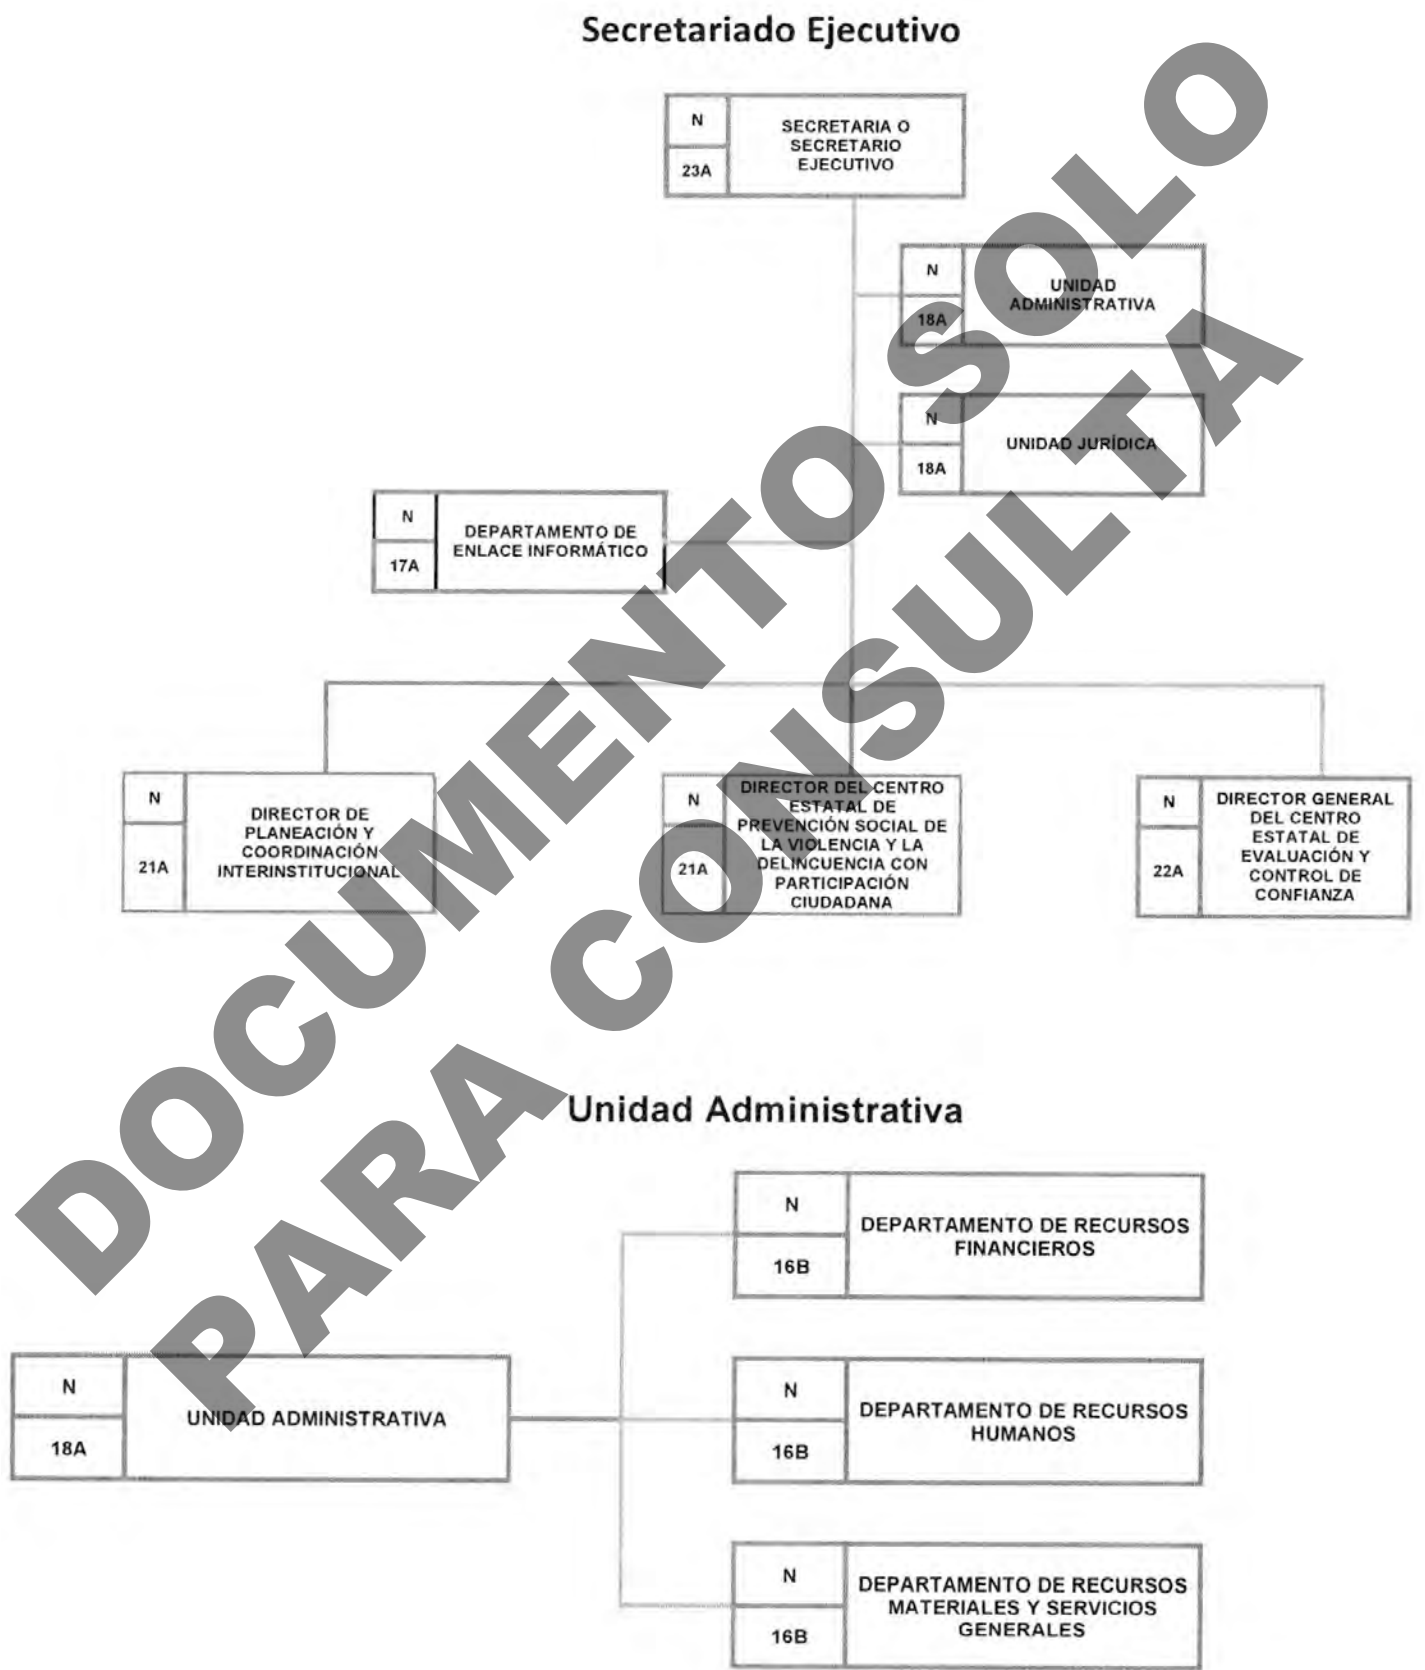 Secretariado Ejecutivo
N
23A
SECRETARIA O
SECRETARIO
EJECUTIVO
N
18A
UNIDAD
ADMINISTRATIVA
N
18A
UNIDAD JURÍDICA
N
17A
DEPARTAMENTO DE
ENLACE INFORMÁTICO
N
21A
DIRECTOR DE
PLANEACIÓN Y
COORDINACIÓN
INTERINSTITUCIONAL
N
21A
DIRECTOR DEL CENTRO
ESTATAL DE
PREVENCIÓN SOCIAL DE
LA VIOLENCIA Y LA
DELINCUENCIA CON
PARTICIPACIÓN
CIUDADANA
N
22A
DIRECTOR GENERAL
DEL CENTRO
ESTATAL DE
EVALUACIÓN Y
CONTROL DE
CONFIANZA
Unidad Administrativa
N
18A
UNIDAD ADMINISTRATIVA
N
16B
DEPARTAMENTO DE RECURSOS
FINANCIEROS
N
16B
DEPARTAMENTO DE RECURSOS
HUMANOS
N
16B
DEPARTAMENTO DE RECURSOS
MATERIALES Y SERVICIOS
GENERALES
DOCUMENTO SOLO
PARA CONSULTA